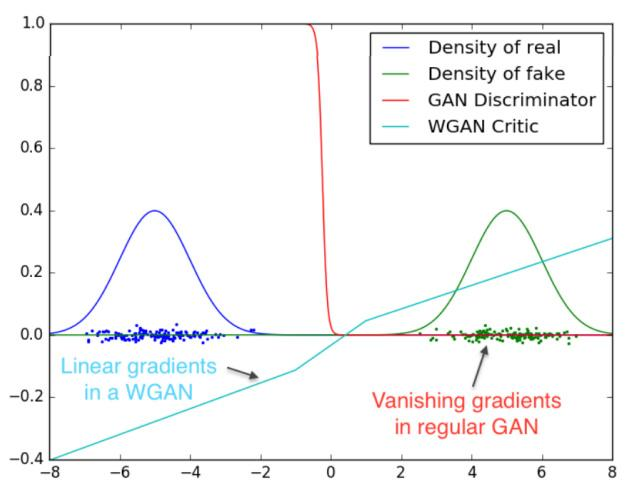 1.0
0.8
0.6
0.4
0.2
0.0
−0.2
−0.4
Density of real
Density of fake
GAN Discriminator
WGAN Critic
Linear gradients
in a WGAN
Vanishing gradients
in regular GAN
−8 −6 −4 −2 0 2 4 6 8